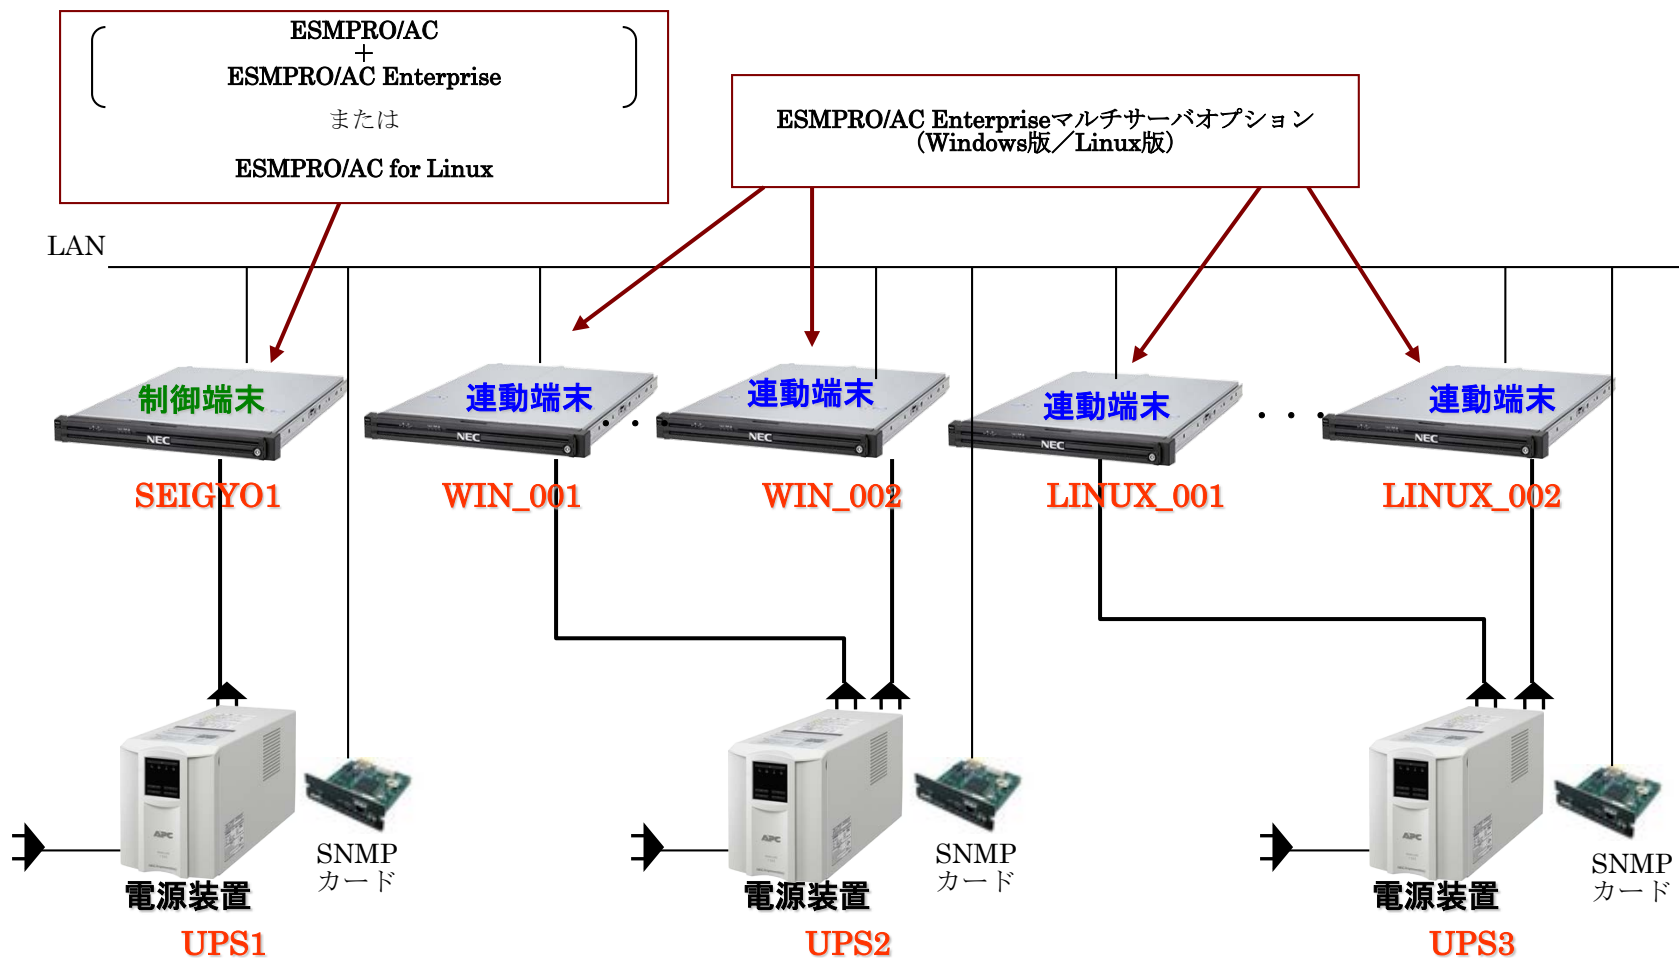 ESMPRO/AC
＋
ESMPRO/AC Enterprise
または
ESMPRO/AC for Linux
ESMPRO/AC Enterpriseマルチサーバオプション
（Windows版／Linux版）
LAN
制御端末
連動端末
連動端末
連動端末
連動端末
・・・
・・・
NEC
NEC
NEC
NEC
NEC
SEIGYO1
WIN_001
WIN_002
LINUX_001
LINUX_002
APC
APC
APC
SNMP
カード
SNMP
カード
SNMP
カード
電源装置
電源装置
電源装置
UPS1
UPS2
UPS3